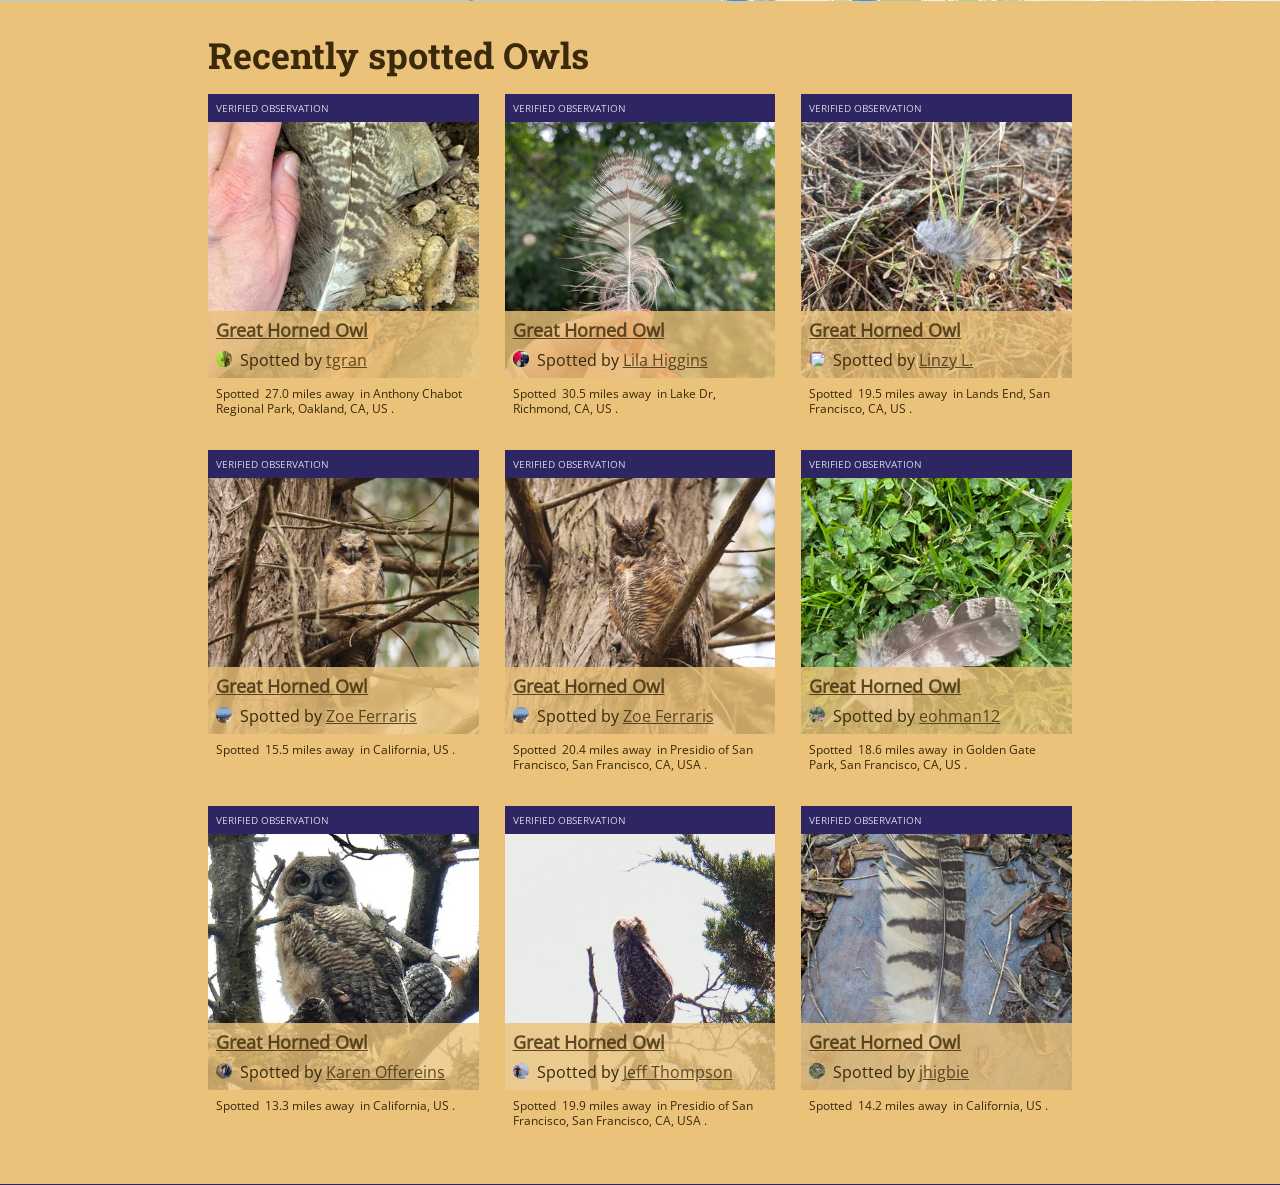 Recently spotted Owls
VERIFIED OBSERVATION
Great Horned Owl
Spotted by tgran
Spotted 27.0 miles away in Anthony Chabot
Regional Park, Oakland, CA, US .
VERIFIED OBSERVATION
Great Horned Owl
Spotted by Lila Higgins
Spotted 30.5 miles away in Lake Dr,
Richmond, CA, US .
VERIFIED OBSERVATION
Great Horned Owl
Spotted by Linzy L.
Spotted 19.5 miles away in Lands End, San
Francisco, CA, US .
VERIFIED OBSERVATION
Great Horned Owl
Spotted by Zoe Ferraris
Spotted 15.5 miles away in California, US .
VERIFIED OBSERVATION
Great Horned Owl
Spotted by Zoe Ferraris
Spotted 20.4 miles away in Presidio of San
Francisco, San Francisco, CA, USA .
VERIFIED OBSERVATION
Great Horned Owl
Spotted by eohman12
Spotted 18.6 miles away in Golden Gate
Park, San Francisco, CA, US .
VERIFIED OBSERVATION
Great Horned Owl
Spotted by Karen Offereins
Spotted 13.3 miles away in California, US .
VERIFIED OBSERVATION
Great Horned Owl
Spotted by Jeff Thompson
Spotted 19.9 miles away in Presidio of San
Francisco, San Francisco, CA, USA .
VERIFIED OBSERVATION
Great Horned Owl
Spotted by jhigbie
Spotted 14.2 miles away in California, US .